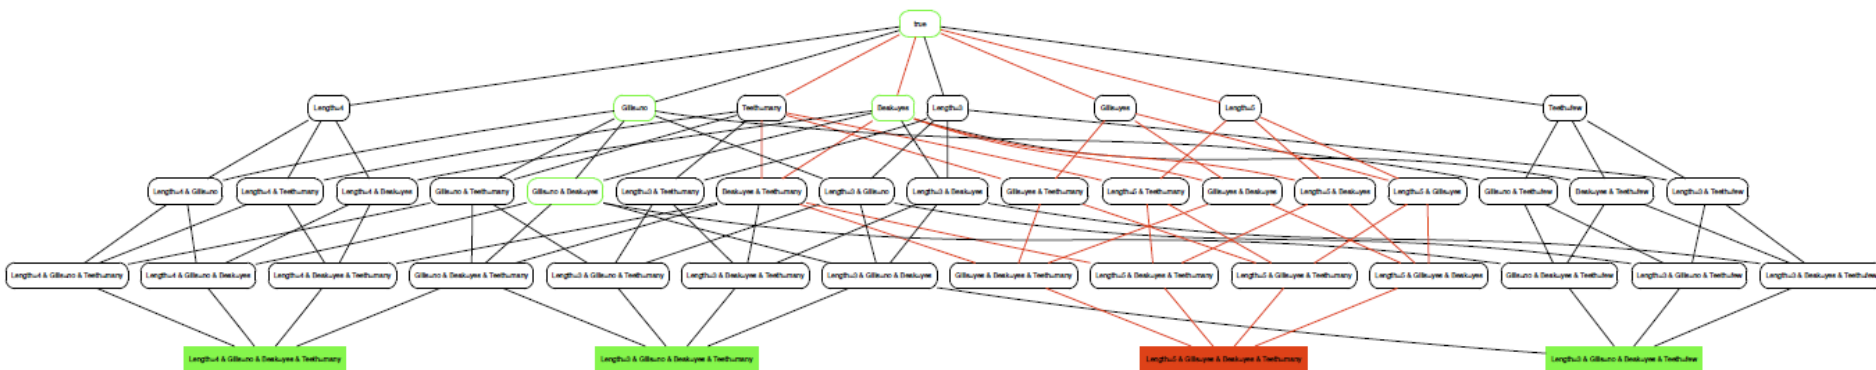 true
Length=4
Gills=no
Teeth=many
Beak=yes
Length=3
Gills=yes
Length=5
Teeth=few
Length=4 & Gills=no
Length=4 & Teeth=many
Length=4 & Beak=yes
Gills=no & Teeth=many
Gills=no & Beak=yes
Length=3 & Teeth=many
Beak=yes & Teeth=many
Length=3 & Gills=no
Length=3 & Beak=yes
Gills=yes & Teeth=many
Length=5 & Teeth=many
Gills=yes & Beak=yes
Length=5 & Beak=yes
Length=5 & Gills=yes
Gills=no & Teeth=few
Beak=yes & Teeth=few
Length=3 & Teeth=few
Length=4 & Gills=no & Teeth=many
Length=4 & Gills=no & Beak=yes
Length=4 & Beak=yes & Teeth=many
Gills=no & Beak=yes & Teeth=many
Length=3 & Gills=no & Teeth=many
Length=3 & Beak=yes & Teeth=many
Length=3 & Gills=no & Beak=yes
Gills=yes & Beak=yes & Teeth=many
Length=5 & Beak=yes & Teeth=many
Length=5 & Gills=yes & Teeth=many
Length=5 & Gills=yes & Beak=yes
Gills=no & Beak=yes & Teeth=few
Length=3 & Gills=no & Teeth=few
Length=3 & Beak=yes & Teeth=few
Length=4 & Gills=no & Beak=yes & Teeth=many
Length=3 & Gills=no & Beak=yes & Teeth=many
Length=5 & Gills=yes & Beak=yes & Teeth=many
Length=3 & Gills=no & Beak=yes & Teeth=few